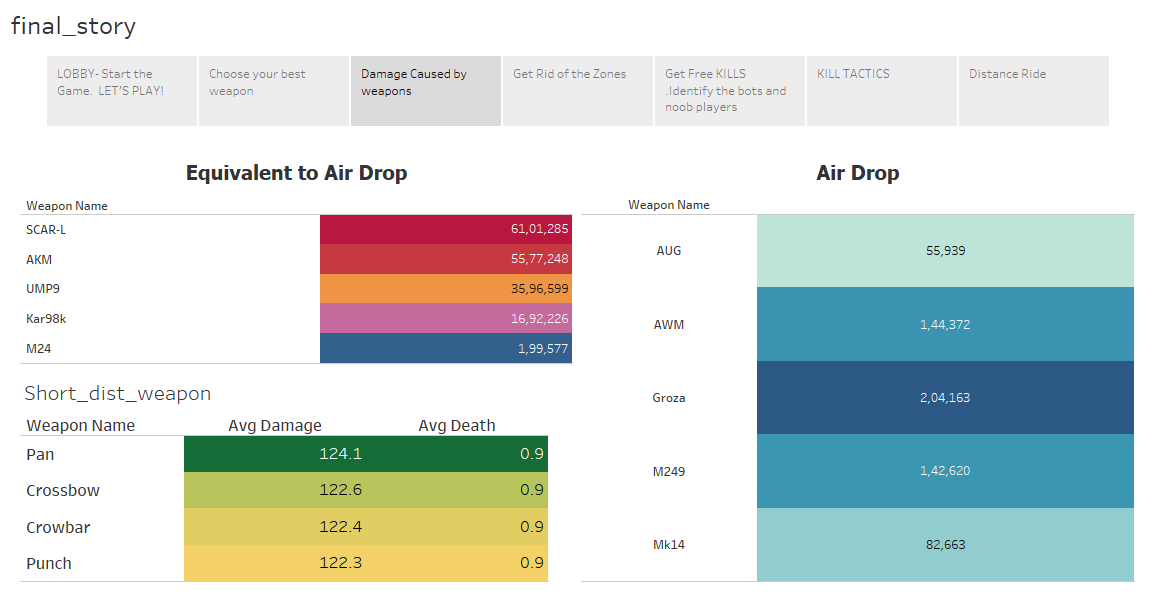 final_story
LOBBY- Start the
Game. LET'S PLAY!
Choose your best
weapon
Damage Caused by
weapons
Get Rid of the Zones
Get Free KILLS
.Identify the bots and
noob players
KILL TACTICS
Distance Ride
Equivalent to Air Drop
Weapon Name
SCAR-L 61,01,285
AKM 55,77,248
UMP9 35,96,599
Kar98k 16,92,226
M24 1,99,577
Short_dist_weapon
Weapon Name Avg Damage Avg Death
Pan 124.1 0.9
Crossbow 122.6 0.9
Crowbar 122.4 0.9
Punch 122.3 0.9
Air Drop
Weapon Name
AUG 55,939
AWM 1,44,372
Groza 2,04,163
M249 1,42,620
Mk14 82,663